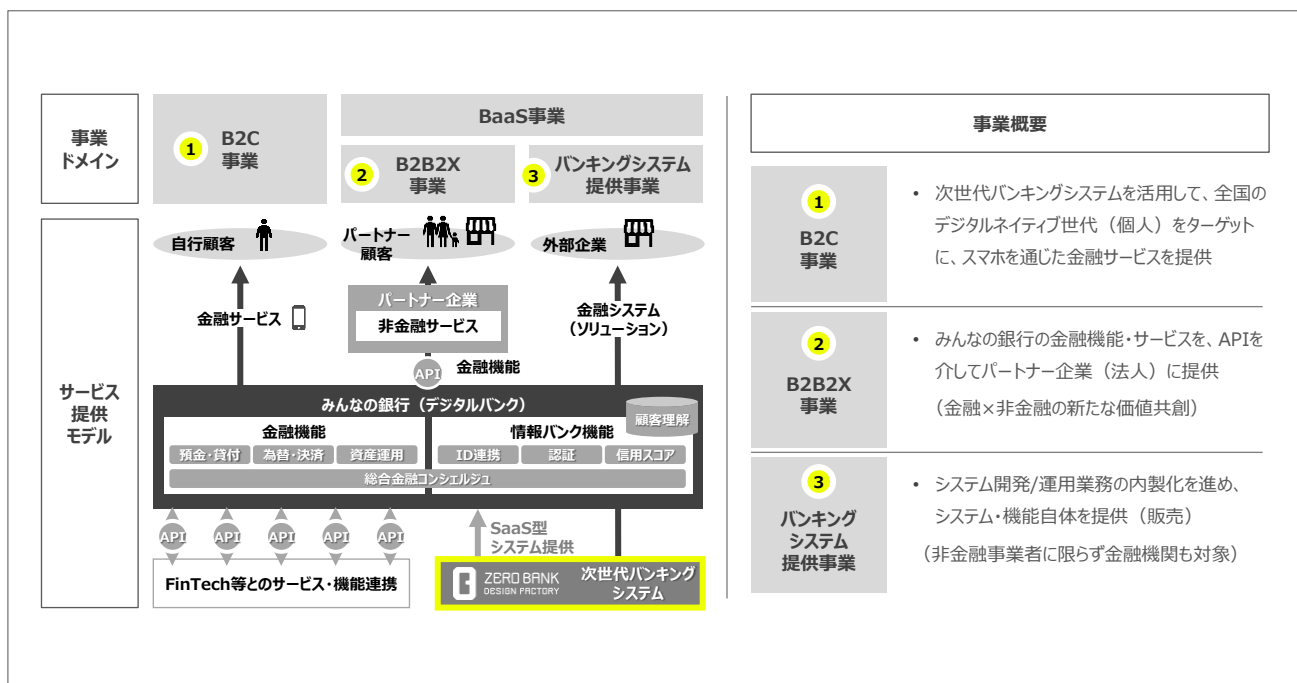 事業
ドメイン
1
B2C
事業
BaaS事業
2
B2B2X
事業
3
バンキングシステム
提供事業
サービス
提供
モデル
自行顧客
パートナー
顧客
外部企業
金融サービス
パートナー企業
非金融サービス
金融システム
（ソリューション）
API
金融機能
みんなの銀行（デジタルバンク）
顧客理解
金融機能
情報バンク機能
預金・貸付
為替・決済
資産運用
ID連携
認証
信用スコア
総合金融コンシェルジュ
API
API
API
API
API
SaaS型
システム提供
FinTech等とのサービス・機能連携
ZERO BANK
DESIGN FACTORY
次世代バンキング
システム
事業概要
1
B2C
事業
• 次世代バンキングシステムを活用して、全国の
デジタルネイティブ世代（個人）をターゲット
に、スマホを通じた金融サービスを提供
2
B2B2X
事業
• みんなの銀行の金融機能・サービスを、APIを
介してパートナー企業（法人）に提供
（金融×非金融の新たな価値共創）
3
バンキング
システム
提供事業
• システム開発/運用業務の内製化を進め、
システム・機能自体を提供（販売）
（非金融事業者に限らず金融機関も対象）